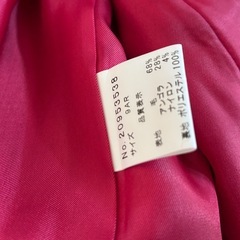 No.20953538
サイズ 9AR
品質表示
表地 毛 68%
アンゴラ 28%
ナイロン 4%
裏地 ポリエステル 100%